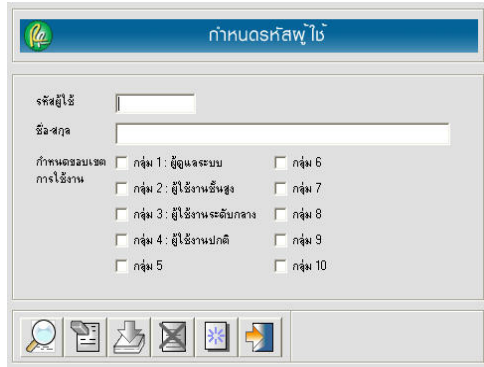 กำหนดรหัสผู้ใช้
รหัสผู้ใช้
ชื่อ-สกุล
กำหนดขอบเขต
การใช้งาน
กลุ่ม 1 : ผู้ดูแลระบบ
กลุ่ม 6
กลุ่ม 2 : ผู้ใช้งานชั้นสูง
กลุ่ม 7
กลุ่ม 3 : ผู้ใช้งานระดับกลาง
กลุ่ม 8
กลุ่ม 4 : ผู้ใช้งานปกติ
กลุ่ม 9
กลุ่ม 5
กลุ่ม 10